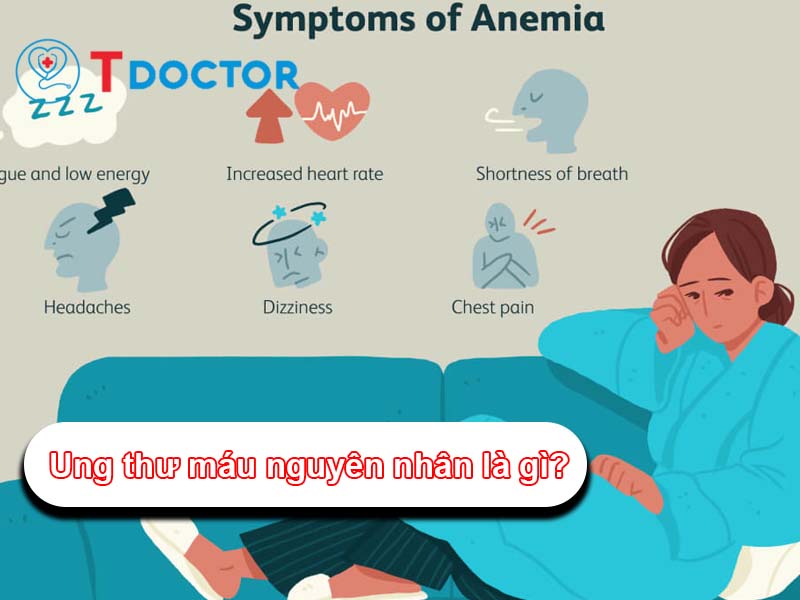 Symptoms of Anemia
T DOCTOR
zzz
gue and low energy
Increased heart rate
Shortness of breath
Headaches
Dizziness
Chest pain
Ung thư máu nguyên nhân là gì?